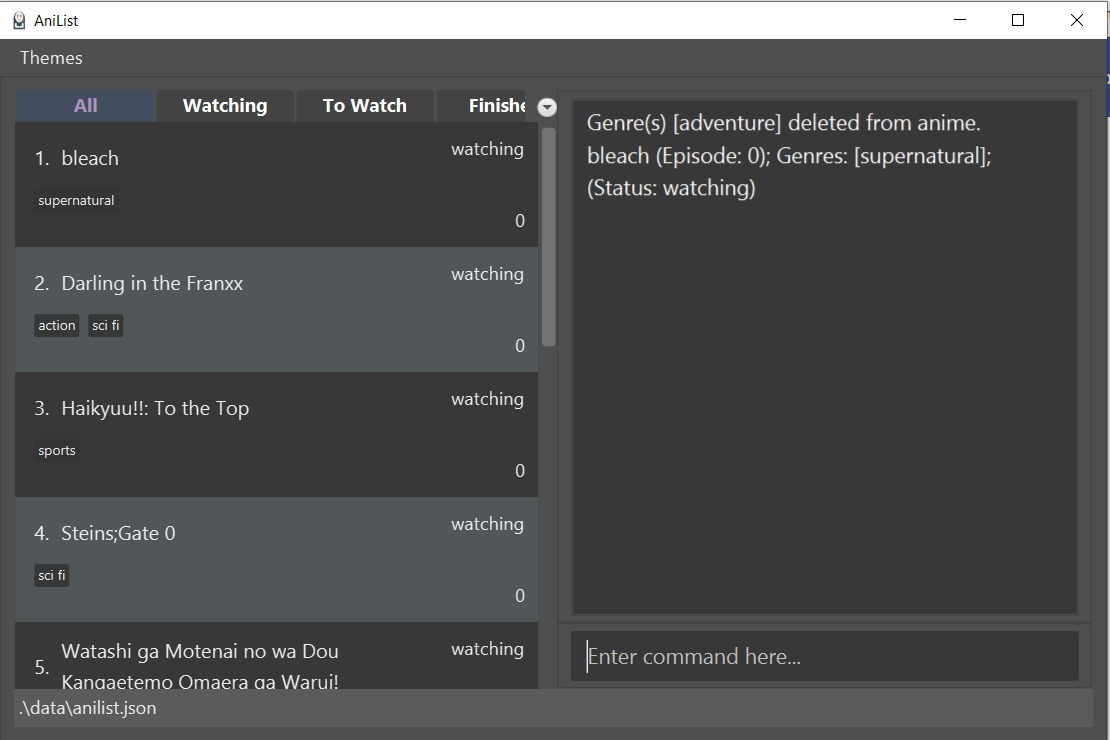 AniList
Themes
All
Watching
To Watch
Finishe
1. bleach
watching
supernatural
0
2. Darling in the Franxx
watching
action
sci fi
0
3. Haikyuu!!: To the Top
watching
sports
0
4. Steins;Gate 0
watching
sci fi
0
5.
Watashi ga Motenai no wa Dou
Kangaetemo Omaera ga Warui!
watching
Genre(s) [adventure] deleted from anime.
bleach (Episode: 0); Genres: [supernatural];
(Status: watching)
Enter command here...
.\data\anilist.json